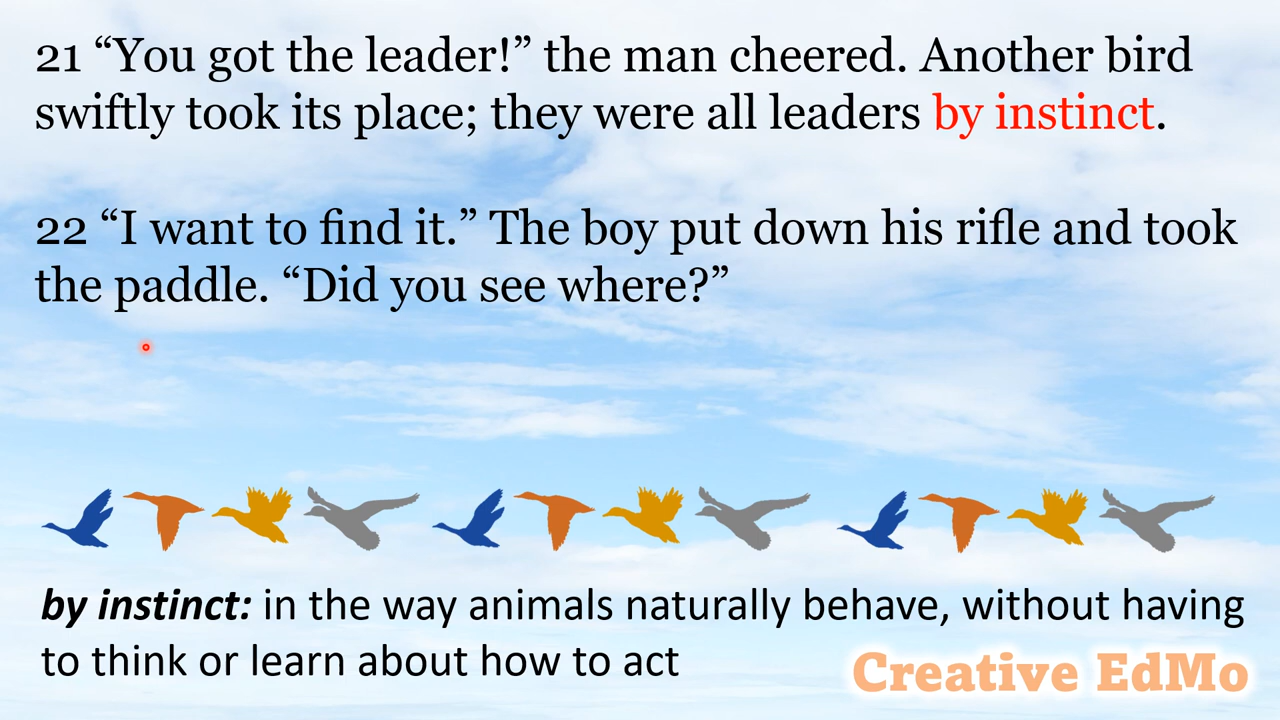 21 “You got the leader!” the man cheered. Another bird
swiftly took its place; they were all leaders by instinct.
22 “I want to find it.” The boy put down his rifle and took
the paddle. “Did you see where?”
by instinct: in the way animals naturally behave, without having
to think or learn about how to act
Creative EdMo